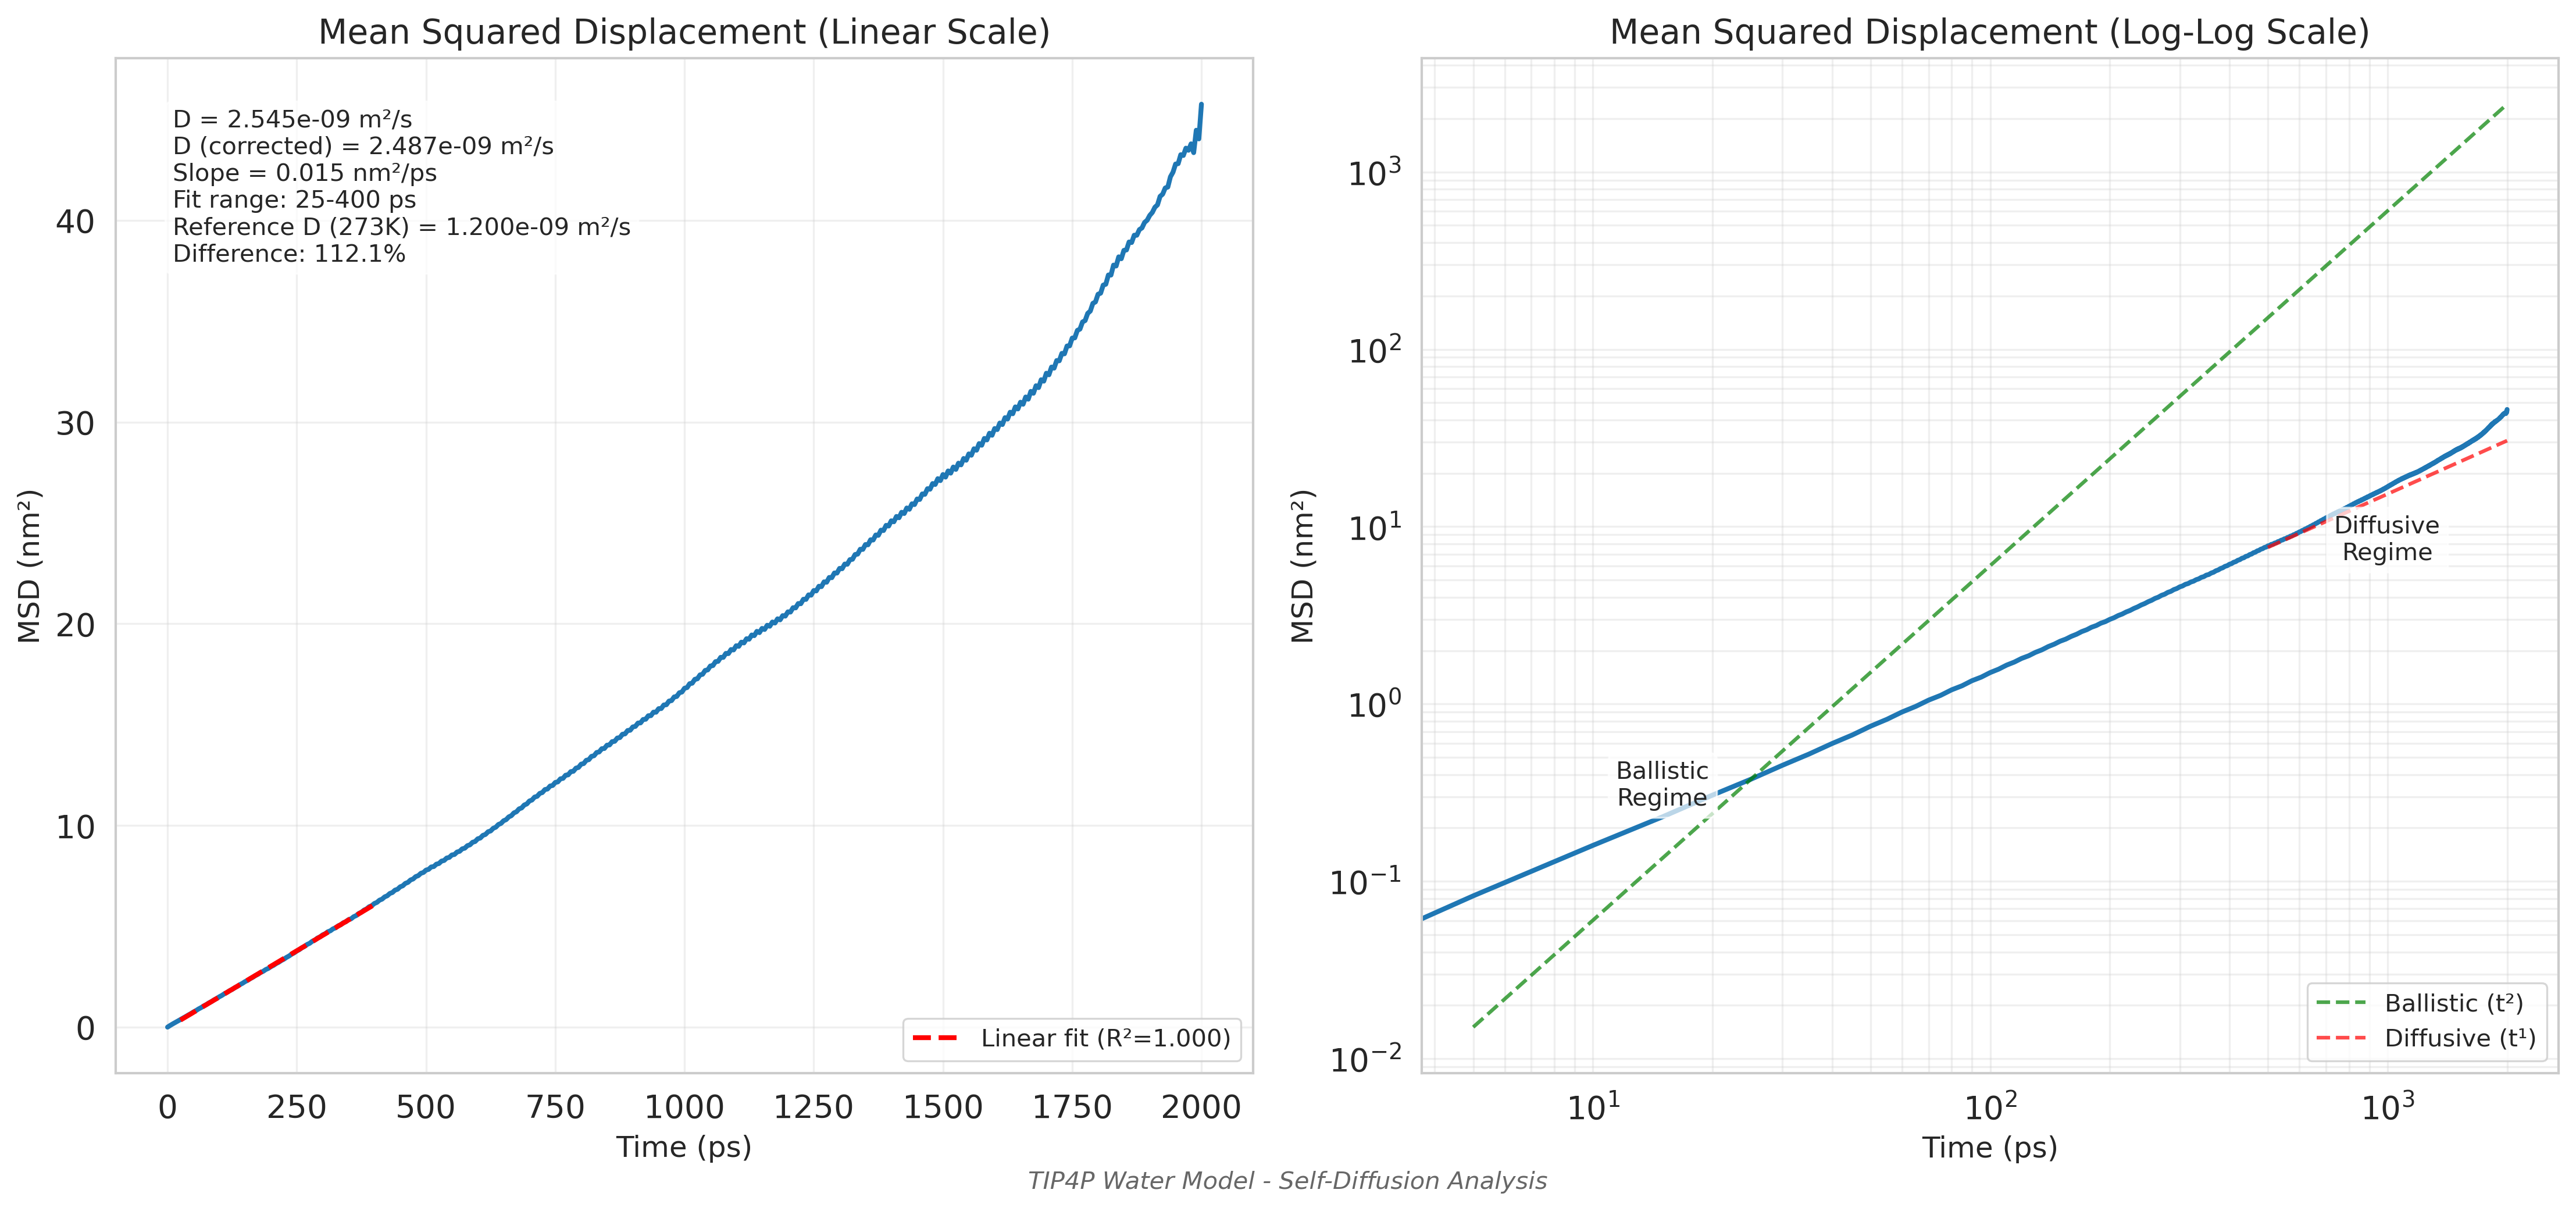 Mean Squared Displacement (Linear Scale)
D = 2.545e-09 m²/s
D (corrected) = 2.487e-09 m²/s
Slope = 0.015 nm²/ps
Fit range: 25-400 ps
Reference D (273K) = 1.200e-09 m²/s
Difference: 112.1%
MSD (nm²)
40
30
20
10
0
0 250 500 750 1000 1250 1500 1750 2000
Time (ps)
Linear fit (R²=1.000)
Mean Squared Displacement (Log-Log Scale)
MSD (nm²)
10³
10²
10¹
10⁰
10⁻¹
10⁻²
Diffusive
Regime
Ballistic
Regime
Ballistic (t²)
Diffusive (t¹)
10¹ 10² 10³
Time (ps)
TIP4P Water Model - Self-Diffusion Analysis